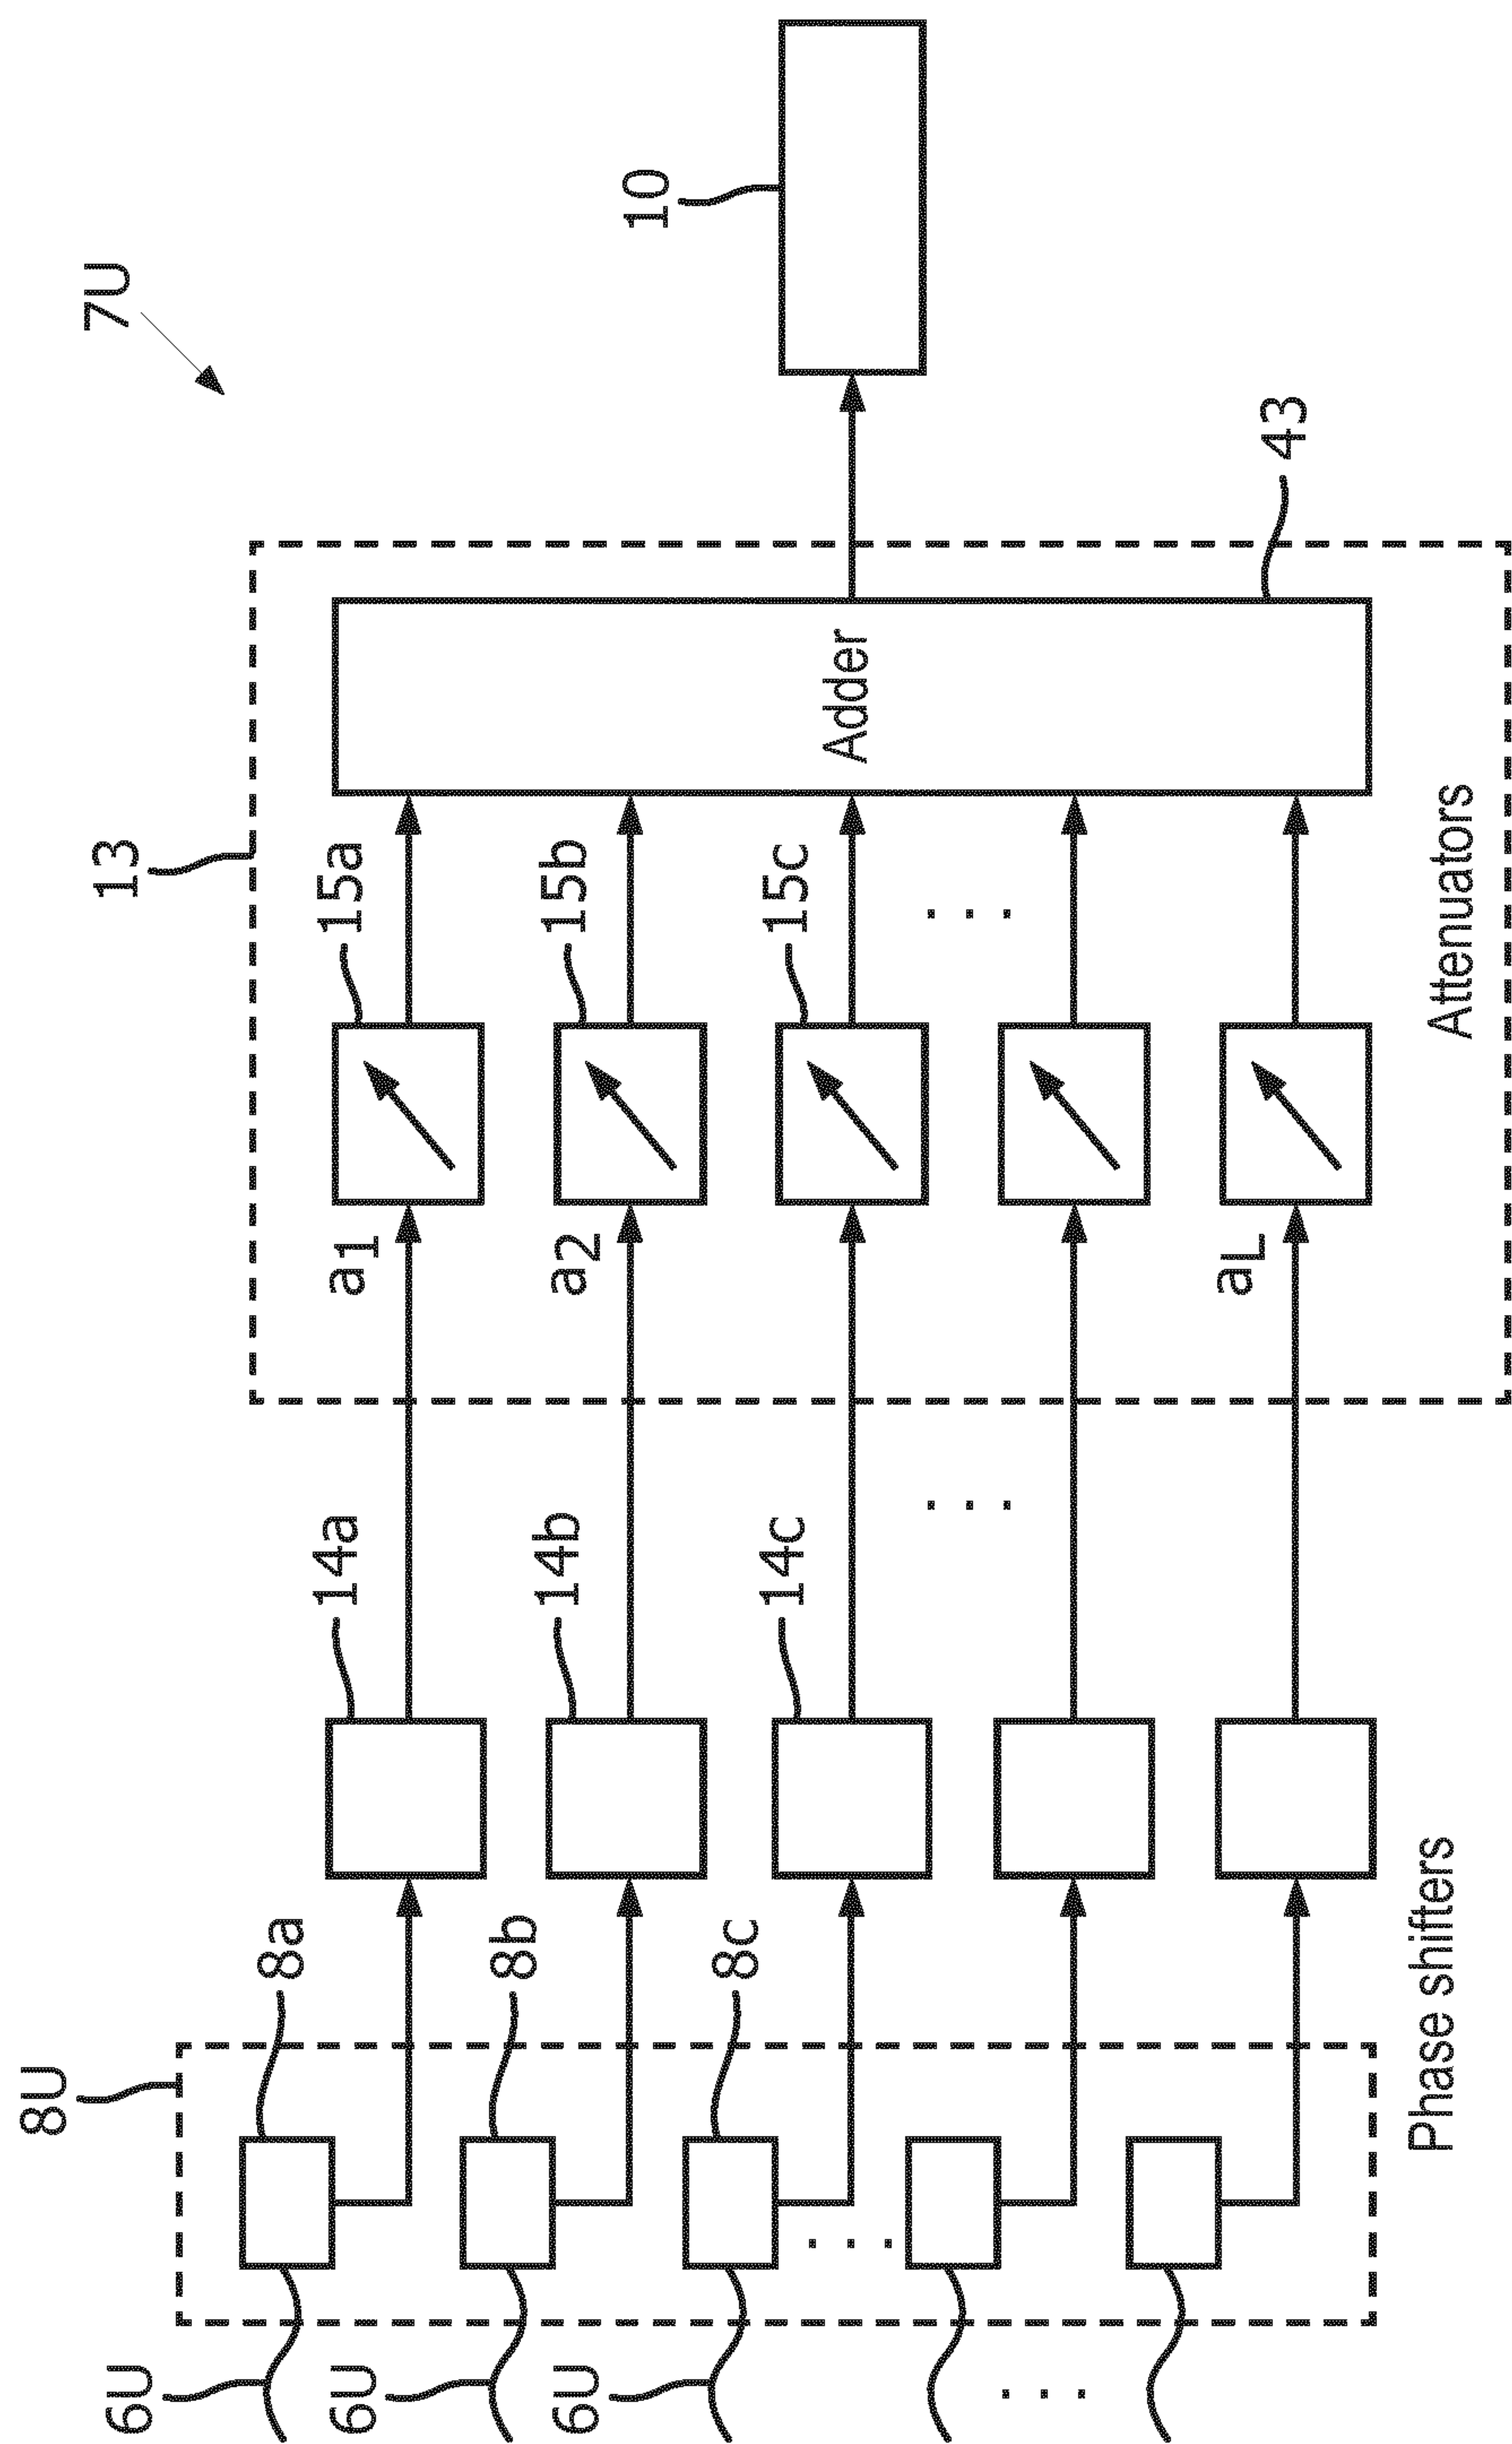 7U
10
13
43
15a
15b
15c
Adder
a1
a2
aL
Attenuators
14a
14b
14c
. . .
. . .
8U
8a
8b
8c
. . .
Phase shifters
6U
6U
6U
. . .